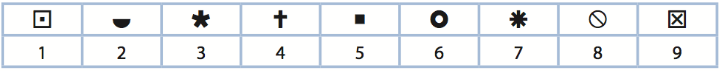 ⊡ ◒ * ✝ ■ ⭘ ⁕ ⃠ ☒
1 2 3 4 5 6 7 8 9